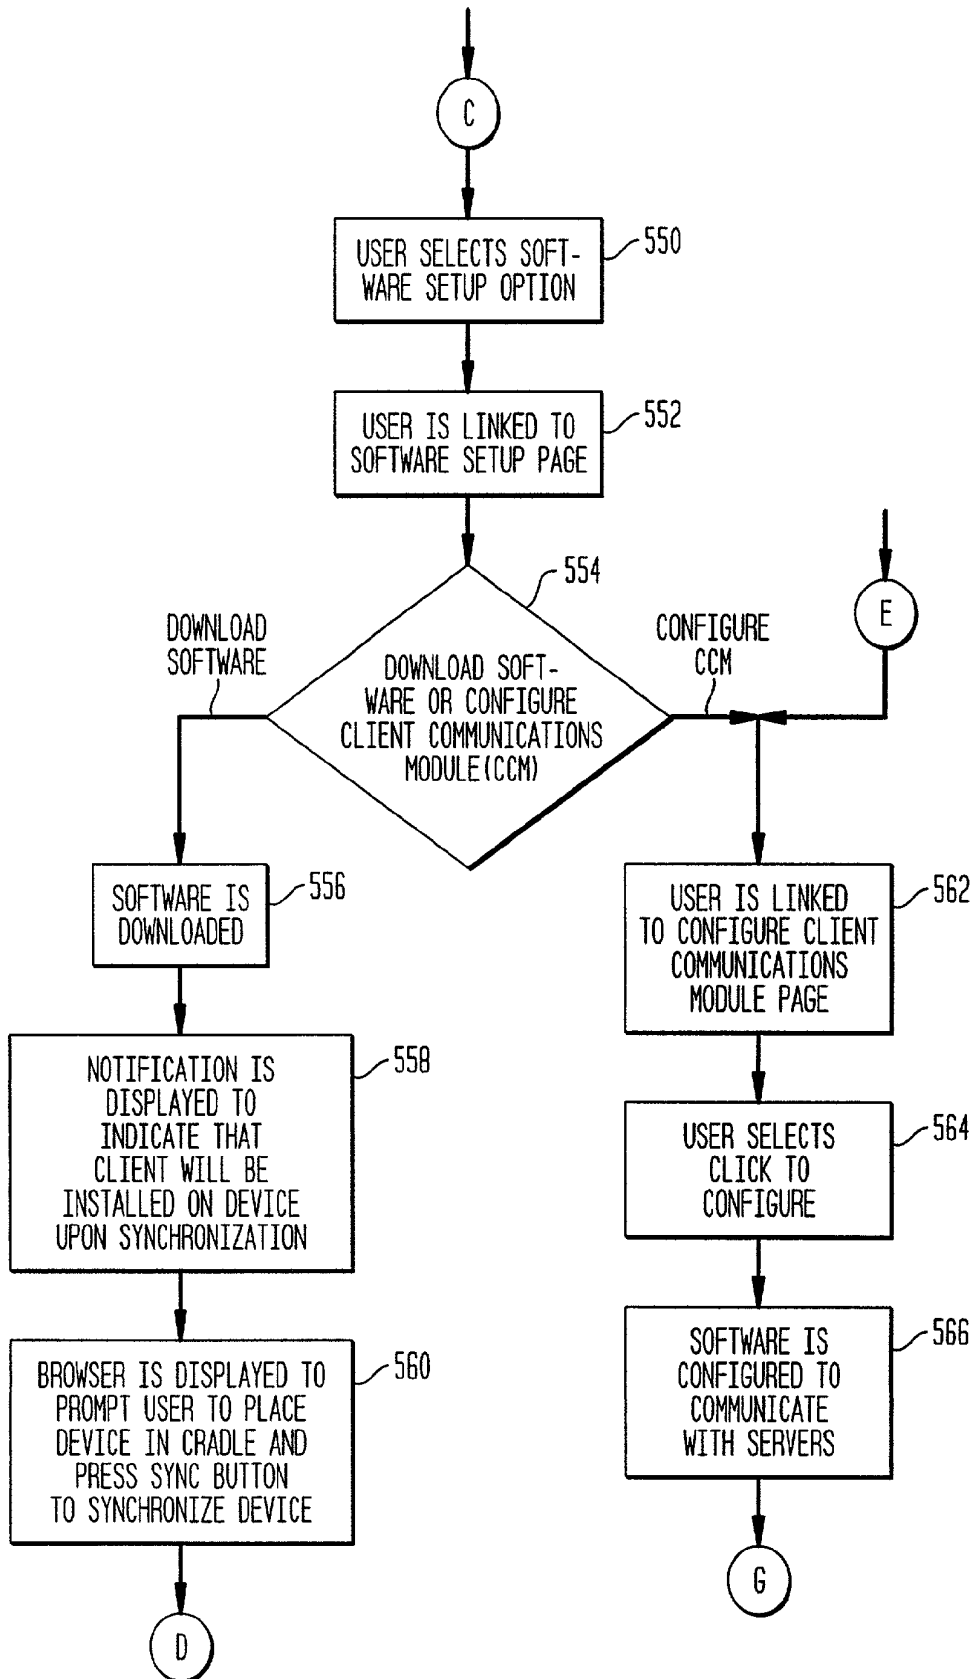 C
USER SELECTS SOFT-
WARE SETUP OPTION
550
USER IS LINKED TO
SOFTWARE SETUP PAGE
552
554
E
DOWNLOAD
SOFTWARE
CONFIGURE
CCM
DOWNLOAD SOFT-
WARE OR CONFIGURE
CLIENT COMMUNICATIONS
MODULE(CCM)
SOFTWARE IS
DOWNLOADED
556
NOTIFICATION IS
DISPLAYED TO
INDICATE THAT
CLIENT WILL BE
INSTALLED ON DEVICE
UPON SYNCHRONIZATION
558
BROWSER IS DISPLAYED TO
PROMPT USER TO PLACE
DEVICE IN CRADLE AND
PRESS SYNC BUTTON
TO SYNCHRONIZE DEVICE
560
D
USER IS LINKED
TO CONFIGURE CLIENT
COMMUNICATIONS
MODULE PAGE
562
USER SELECTS
CLICK TO
CONFIGURE
564
SOFTWARE IS
CONFIGURED TO
COMMUNICATE
WITH SERVERS
566
G